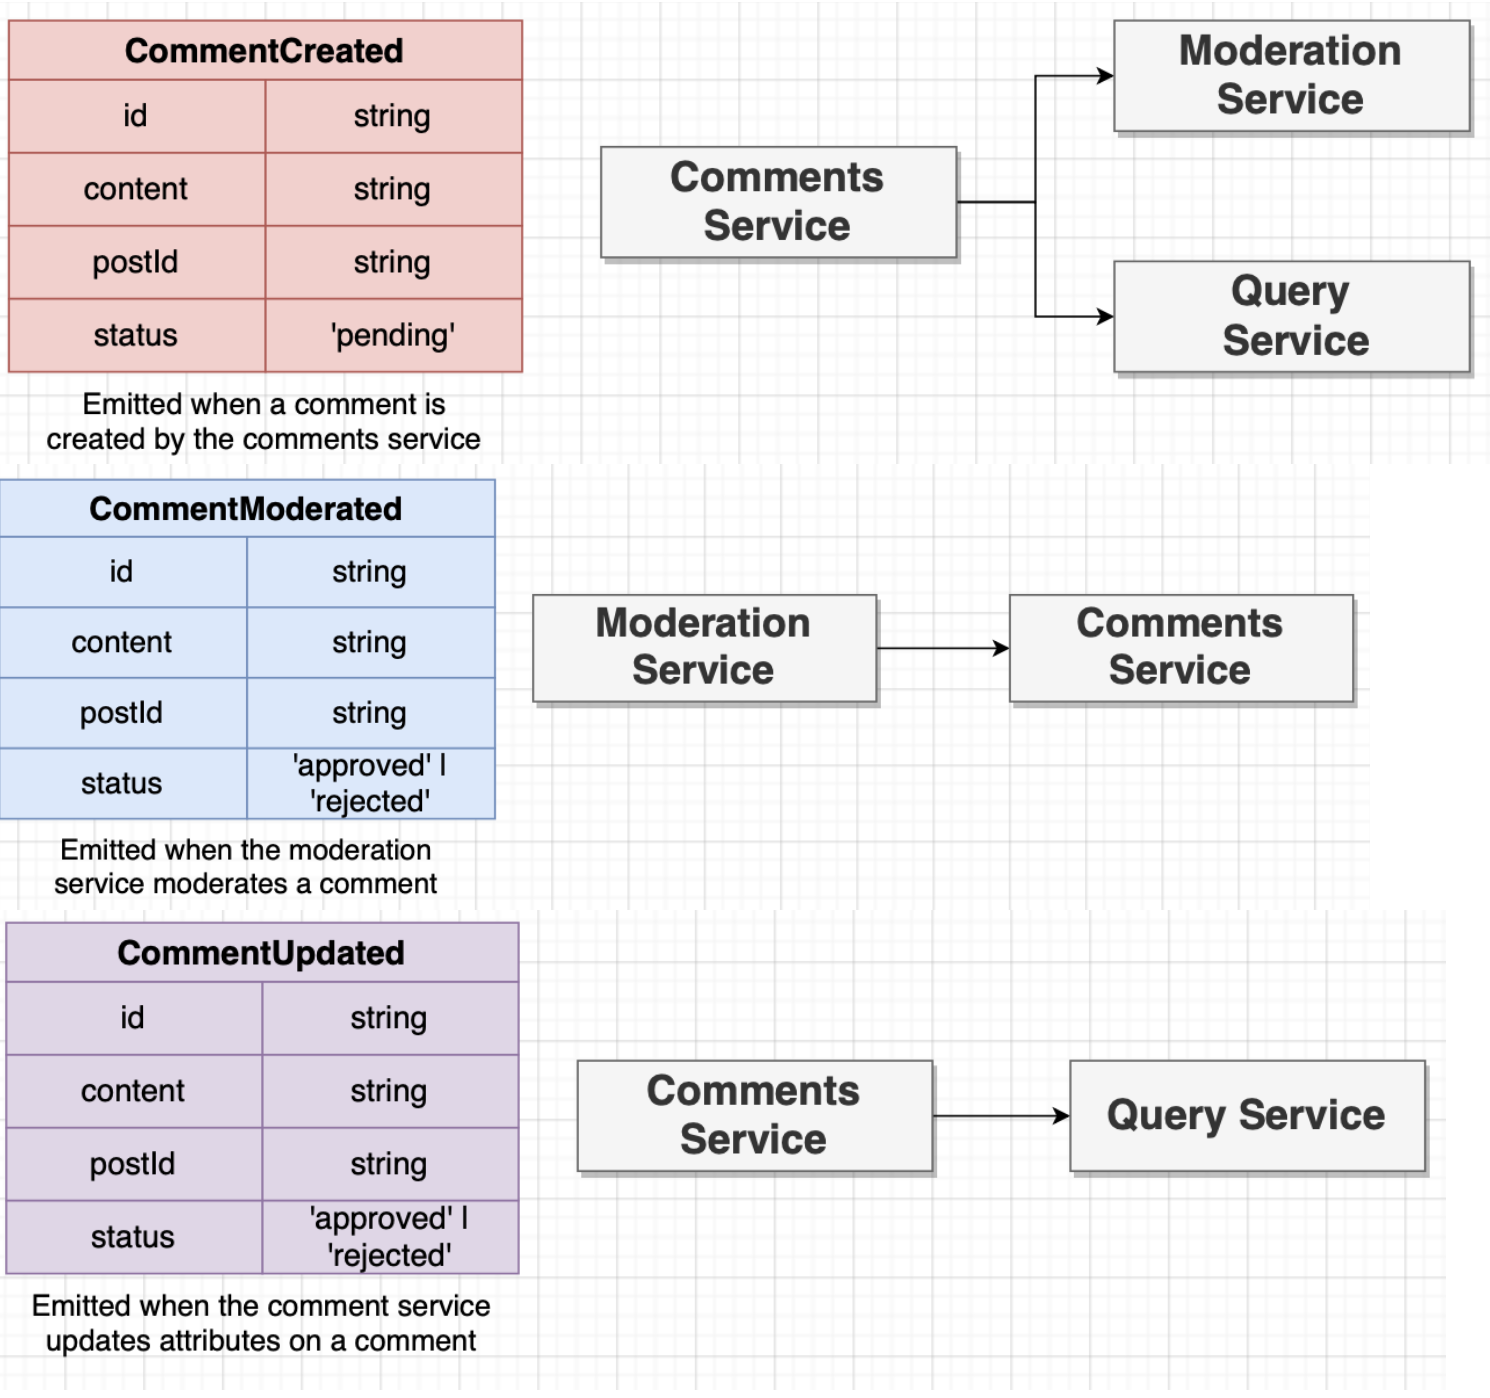 CommentCreated
id string
content string
postId string
status 'pending'
Emitted when a comment is
created by the comments service
Comments
Service
Moderation
Service
Query
Service
CommentModerated
id string
content string
postId string
status 'approved' |
'rejected'
Emitted when the moderation
service moderates a comment
Moderation
Service
Comments
Service
CommentUpdated
id string
content string
postId string
status 'approved' |
'rejected'
Emitted when the comment service
updates attributes on a comment
Comments
Service
Query Service